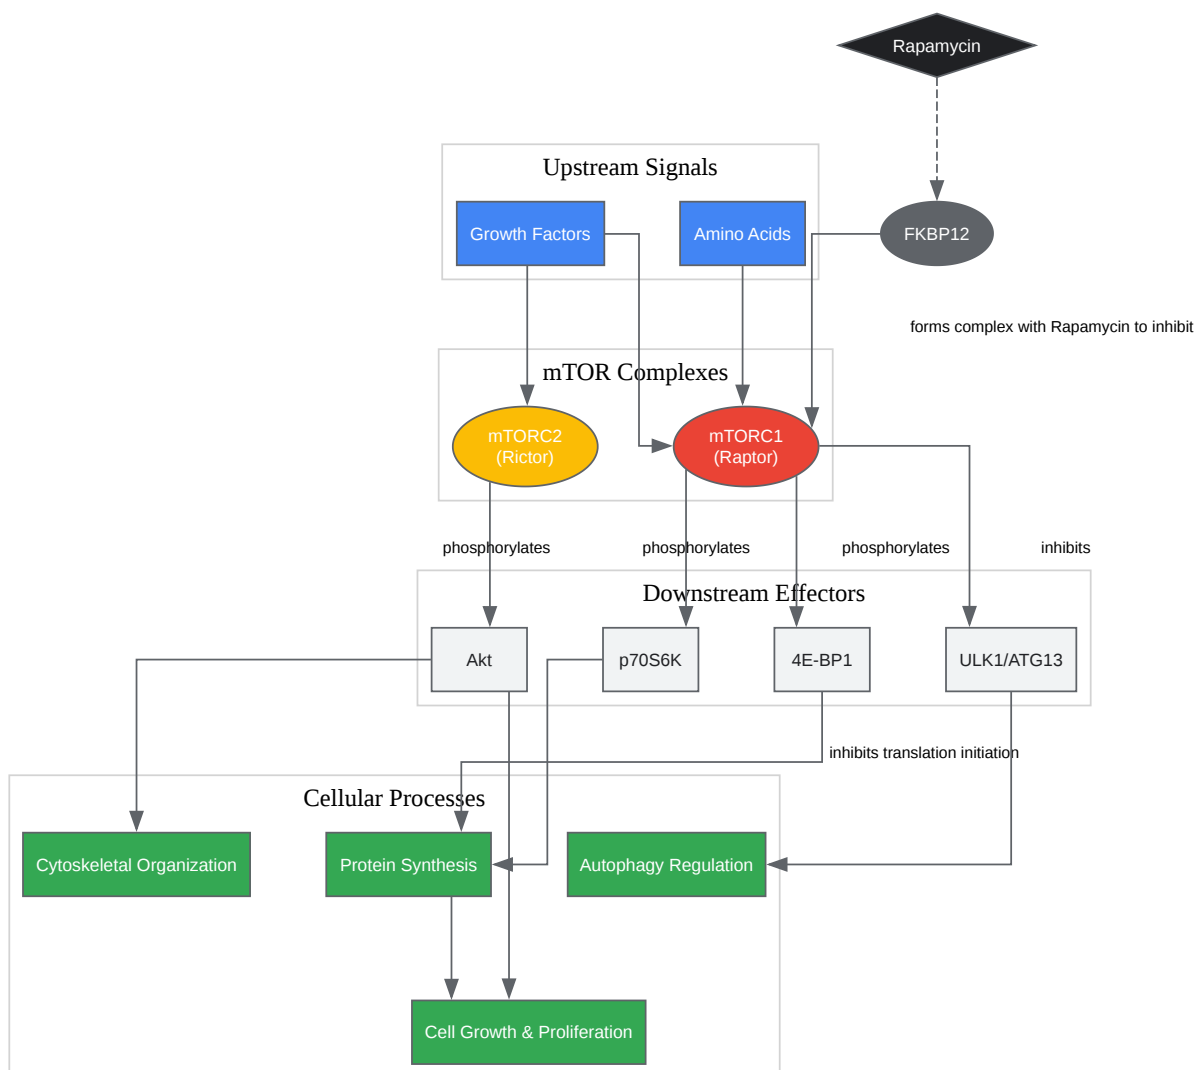 Rapamycin
Upstream Signals
Growth Factors
Amino Acids
FKBP12
forms complex with Rapamycin to inhibit
mTOR Complexes
mTORC2
(Rictor)
mTORC1
(Raptor)
phosphorylates
phosphorylates
phosphorylates
inhibits
Downstream Effectors
Akt
p70S6K
4E-BP1
ULK1/ATG13
inhibits translation initiation
Cellular Processes
Cytoskeletal Organization
Protein Synthesis
Autophagy Regulation
Cell Growth & Proliferation